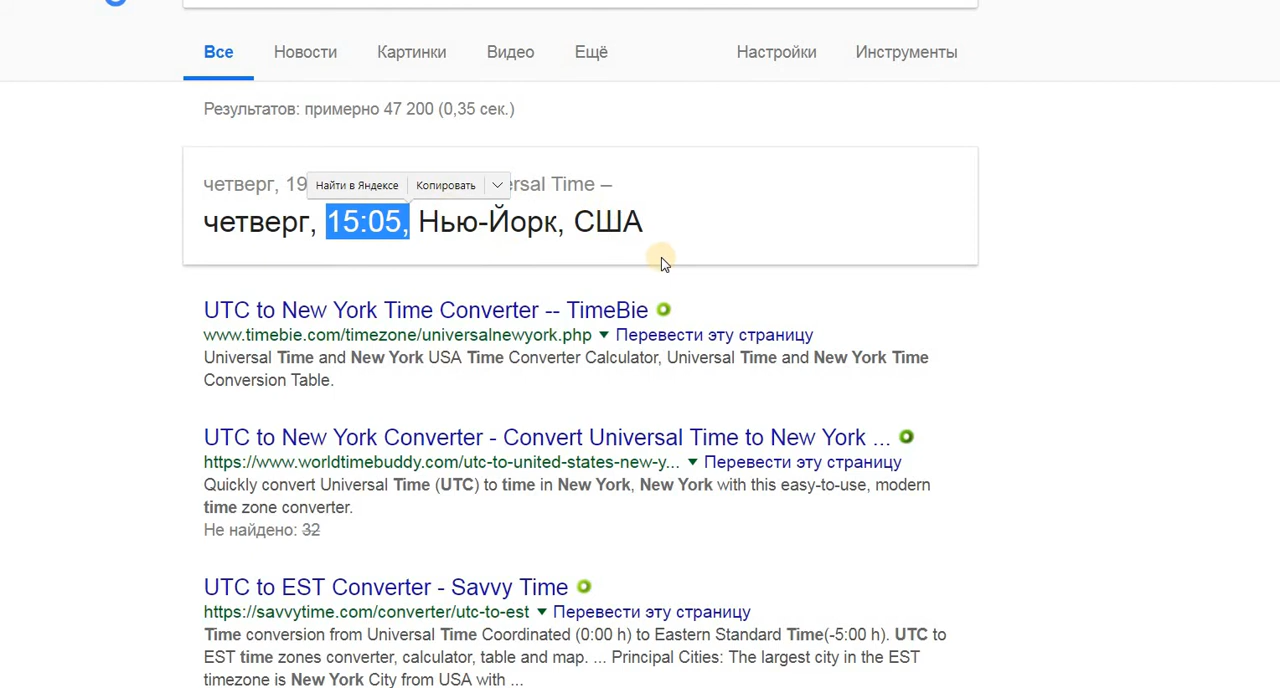 Все Новости Картинки Видео Ещё Настройки Инструменты
Результатов: примерно 47 200 (0,35 сек.)
четверг, 19 Time –
Найти в Яндексе Копировать
четверг, 15:05, Нью-Йорк, США
UTC to New York Time Converter -- TimeBie
www.timebie.com/timezone/universalnewyork.php Перевести эту страницу
Universal Time and New York USA Time Converter Calculator, Universal Time and New York Time
Conversion Table.
UTC to New York Converter - Convert Universal Time to New York ...
https://www.worldtimebuddy.com/utc-to-united-states-new-y... Перевести эту страницу
Quickly convert Universal Time (UTC) to time in New York, New York with this easy-to-use, modern
time zone converter.
Не найдено: 32
UTC to EST Converter - Savvy Time
https://savvytime.com/converter/utc-to-est Перевести эту страницу
Time conversion from Universal Time Coordinated (0:00 h) to Eastern Standard Time(-5:00 h). UTC to
EST time zones converter, calculator, table and map. ... Principal Cities: The largest city in the EST
timezone is New York City from USA with ...